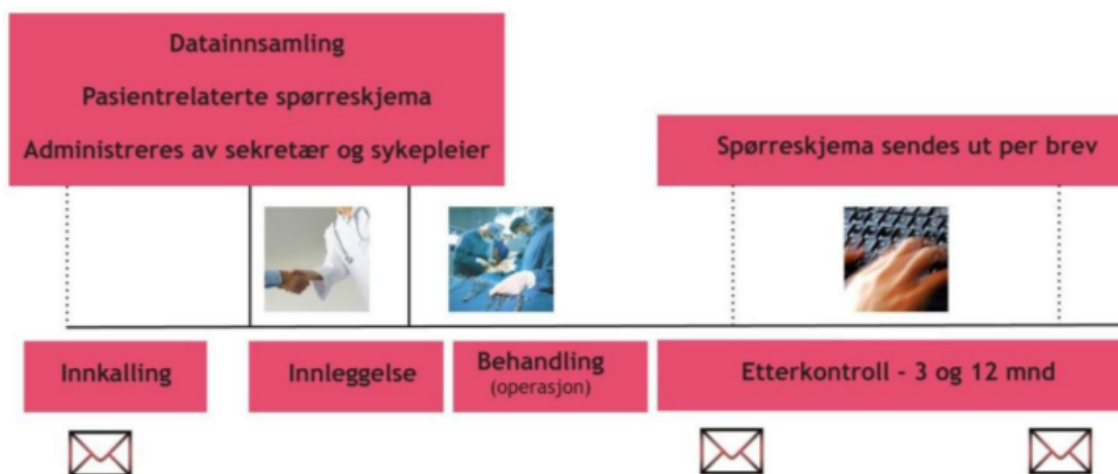 Datainnsamling
Pasientrelaterte spørreskjema
Administreres av sekretær og sykepleier
Spørreskjema sendes ut per brev
Innkalling
Innleggelse
Behandling
(operasjon)
Etterkontroll - 3 og 12 mnd